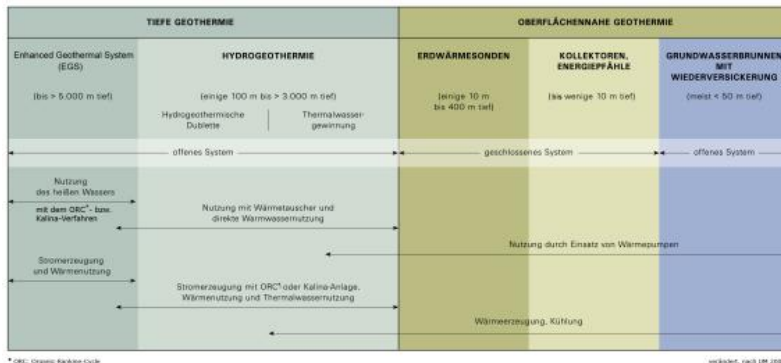 TIEFE GEOTHERMIE
OBERFLÄCHENNAHE GEOTHERMIE
Enhanced Geothermal System
(EGS)
(bis > 5.000 m tief)
HYDROGEOTHERMIE
(einige 100 m bis > 3.000 m tief)
Hydrogeothermische
Dublette
Thermalwasser-
gewinnung
ERDWÄRMESONDEN
(einige 10 m
bis 400 m tief)
KOLLEKTOREN,
ENERGIEPFÄHLE
(bis wenige 10 m tief)
GRUNDWASSERBRUNNEN
MIT
WIEDERVERSICKERUNG
(meist < 50 m tief)
offenes System
geschlossenes System
offenes System
Nutzung
des heißen Wassers
mit dem ORC*- bzw.
Kalina-Verfahren
Nutzung mit Wärmetauscher und
direkte Warmwassernutzung
Nutzung durch Einsatz von Wärmepumpen
Stromerzeugung
und Wärmenutzung
Stromerzeugung mit ORC*-oder Kalina-Anlage,
Wärmenutzung und Thermalwassernutzung
Wärmeerzeugung, Kühlung
* ORC: Organic Rankine Cycle
verändert, nach UM